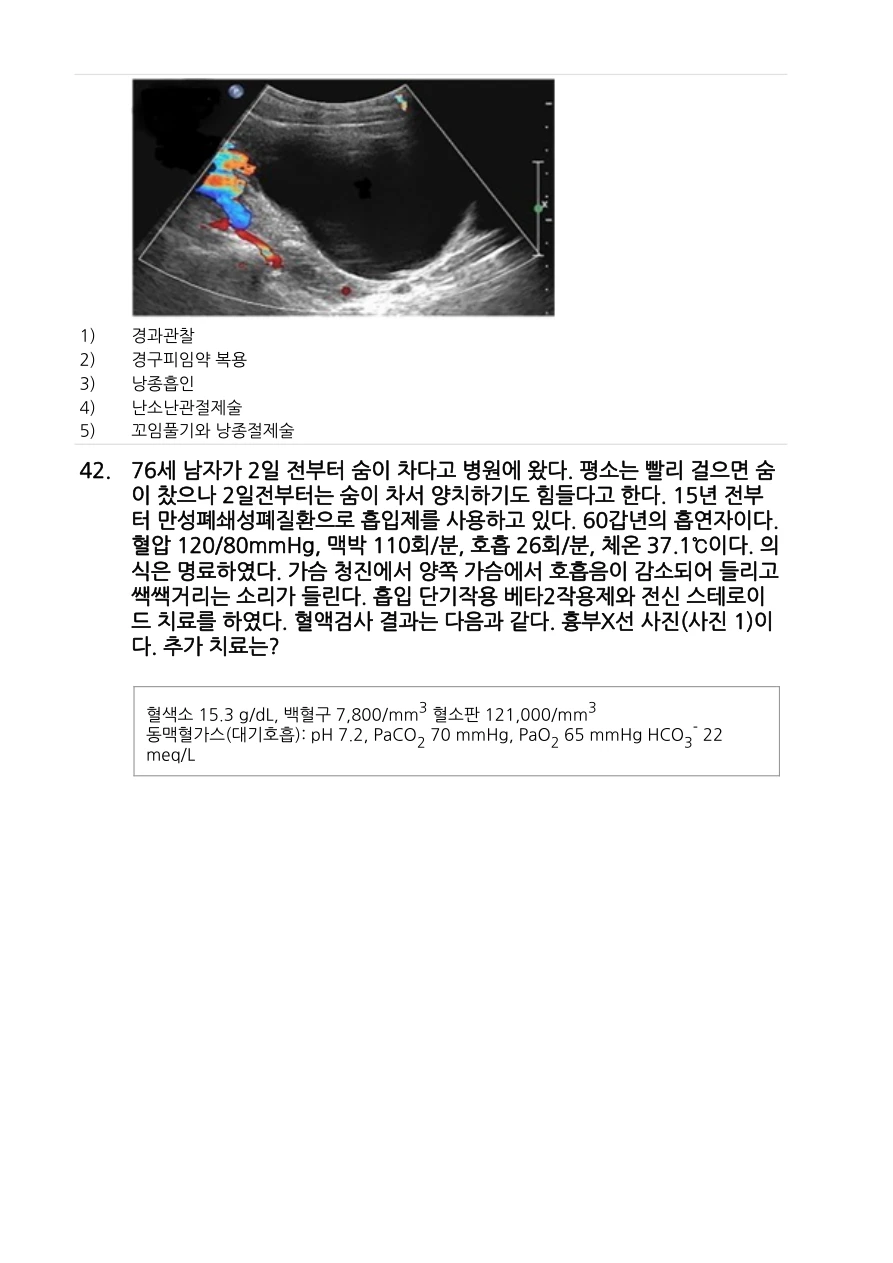 1) 경과관찰
2) 경구피임약 복용
3) 낭종흡인
4) 난소난관절제술
5) 꼬임풀기와 낭종절제술
42. 76세 남자가 2일 전부터 숨이 차다고 병원에 왔다. 평소는 빨리 걸으면 숨
이 찼으나 2일전부터는 숨이 차서 양치하기도 힘들다고 한다. 15년 전부
터 만성폐쇄성폐질환으로 흡입제를 사용하고 있다. 60갑년의 흡연자이다.
혈압 120/80mmHg, 맥박 110회/분, 호흡 26회/분, 체온 37.1℃이다. 의
식은 명료하였다. 가슴 청진에서 양쪽 가슴에서 호흡음이 감소되어 들리고
쌕쌕거리는 소리가 들린다. 흡입 단기작용 베타2작용제와 전신 스테로이
드 치료를 하였다. 혈액검사 결과는 다음과 같다. 흉부X선 사진(사진 1)이
다. 추가 치료는?
혈색소 15.3 g/dL, 백혈구 7,800/mm3 혈소판 121,000/mm3
동맥혈가스(대기호흡): pH 7.2, PaCO2 70 mmHg, PaO2 65 mmHg HCO3- 22
meq/L